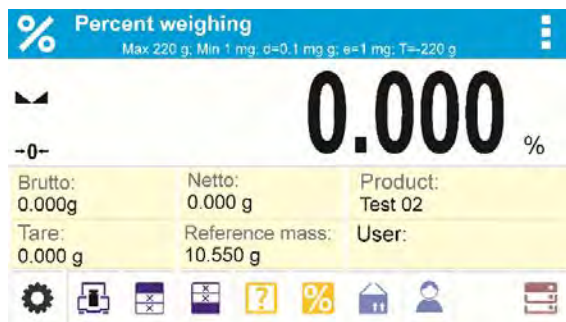 % Percent weighing
Max 220 g; Min 1 mg; d=0.1 mg g; e=1 mg; T=-220 g
0.000 %
→0←
Brutto: Netto: Product:
0.000g 0.000 g Test 02
Tare: Reference mass: User:
0.000 g 10.550 g
? %